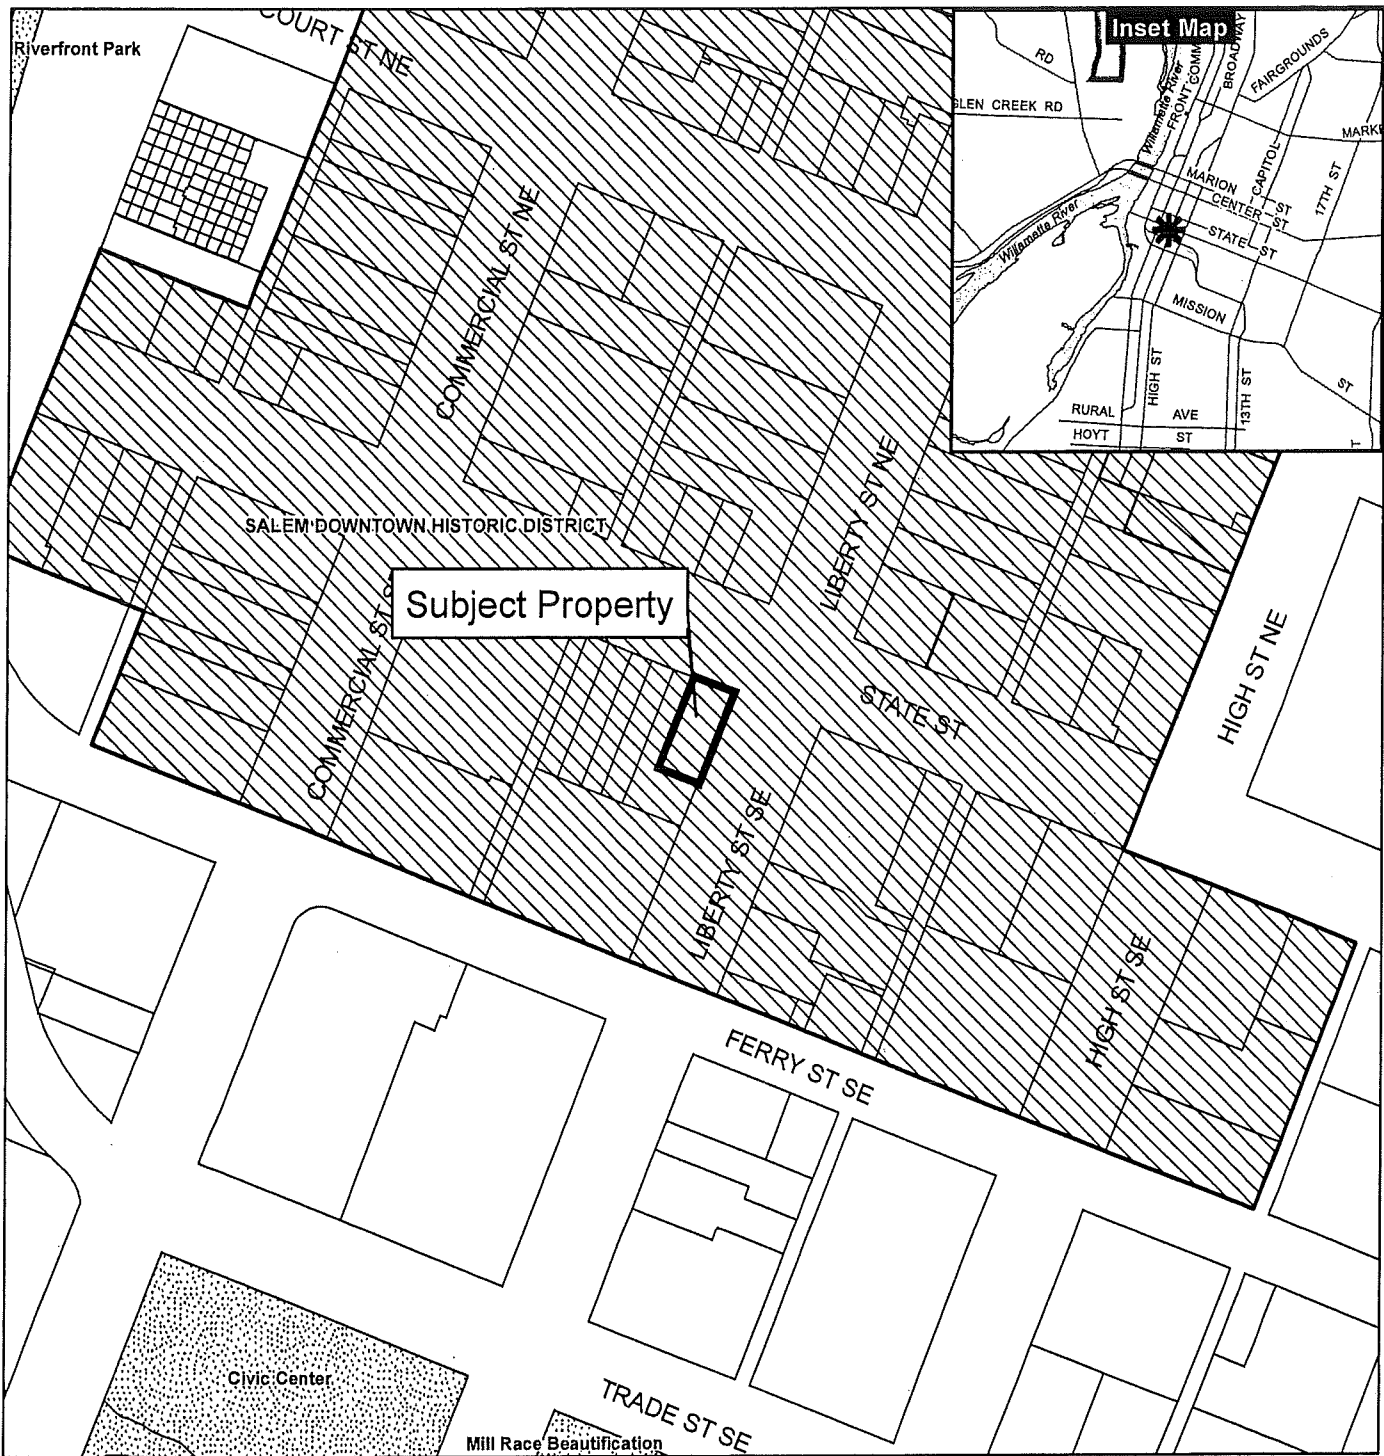 COURT ST NE
Riverfront Park
COMMERCIAL ST NE
LIBERTY ST NE
SALEM DOWNTOWN HISTORIC DISTRICT
Subject Property
COMMERCIAL ST S
STATE ST
HIGH ST NE
LIBERTY ST SE
HIGH ST SE
FERRY ST SE
Civic Center
TRADE ST SE
Mill Race Beautification
Inset Map
RD
GLEN CREEK RD
Willamette River
FRONT
COMM
BROADWAY
FAIRGROUNDS
MARKE
CAPITOL
17TH ST
MARION ST
CENTER ST
STATE ST
Willamette River
MISSION
ST
HIGH ST
13TH ST
RURAL AVE
HOYT ST
T